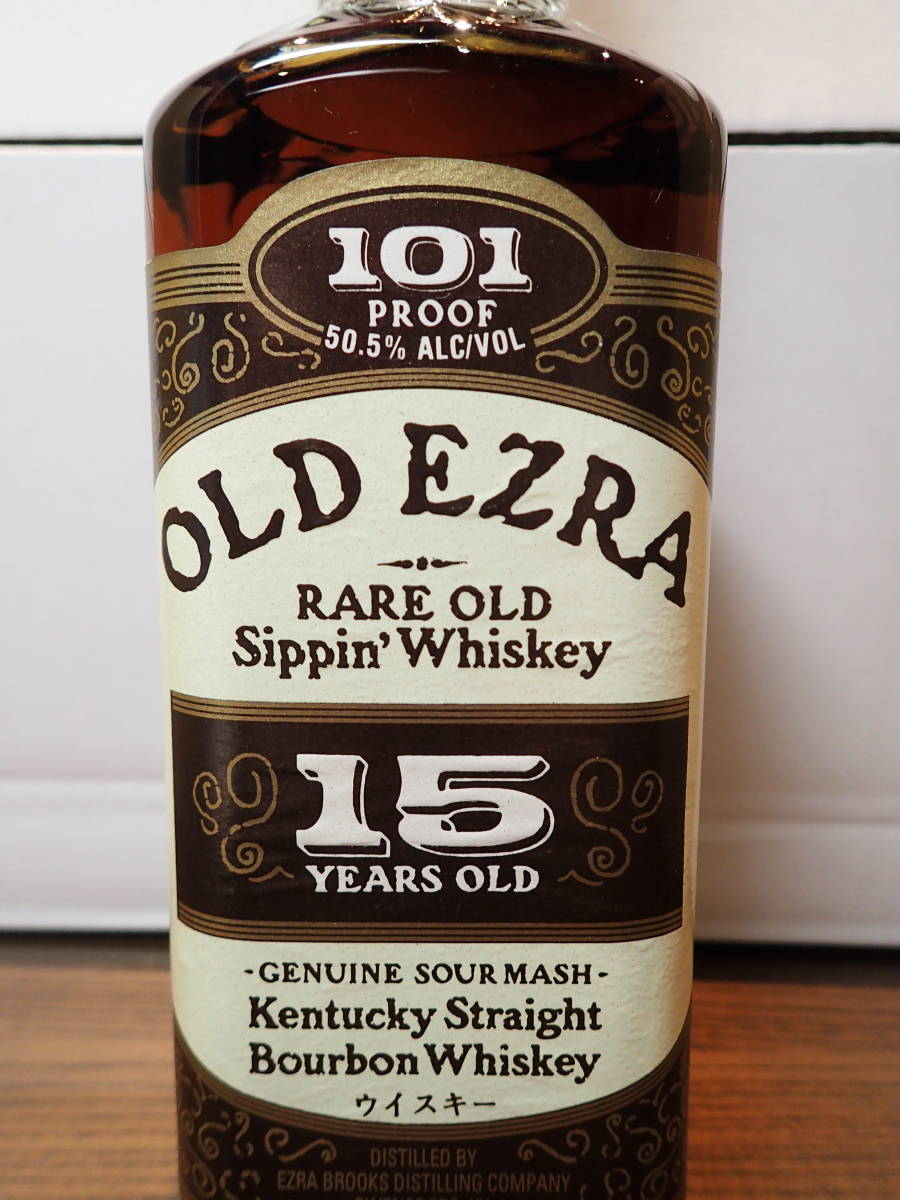 101
PROOF
50.5% ALC/VOL
OLD EZRA
RARE OLD
Sippin' Whiskey
15
YEARS OLD
-GENUINE SOUR MASH-
Kentucky Straight
Bourbon Whiskey
ウイスキー
DISTILLED BY
EZRA BROOKS DISTILLING COMPANY